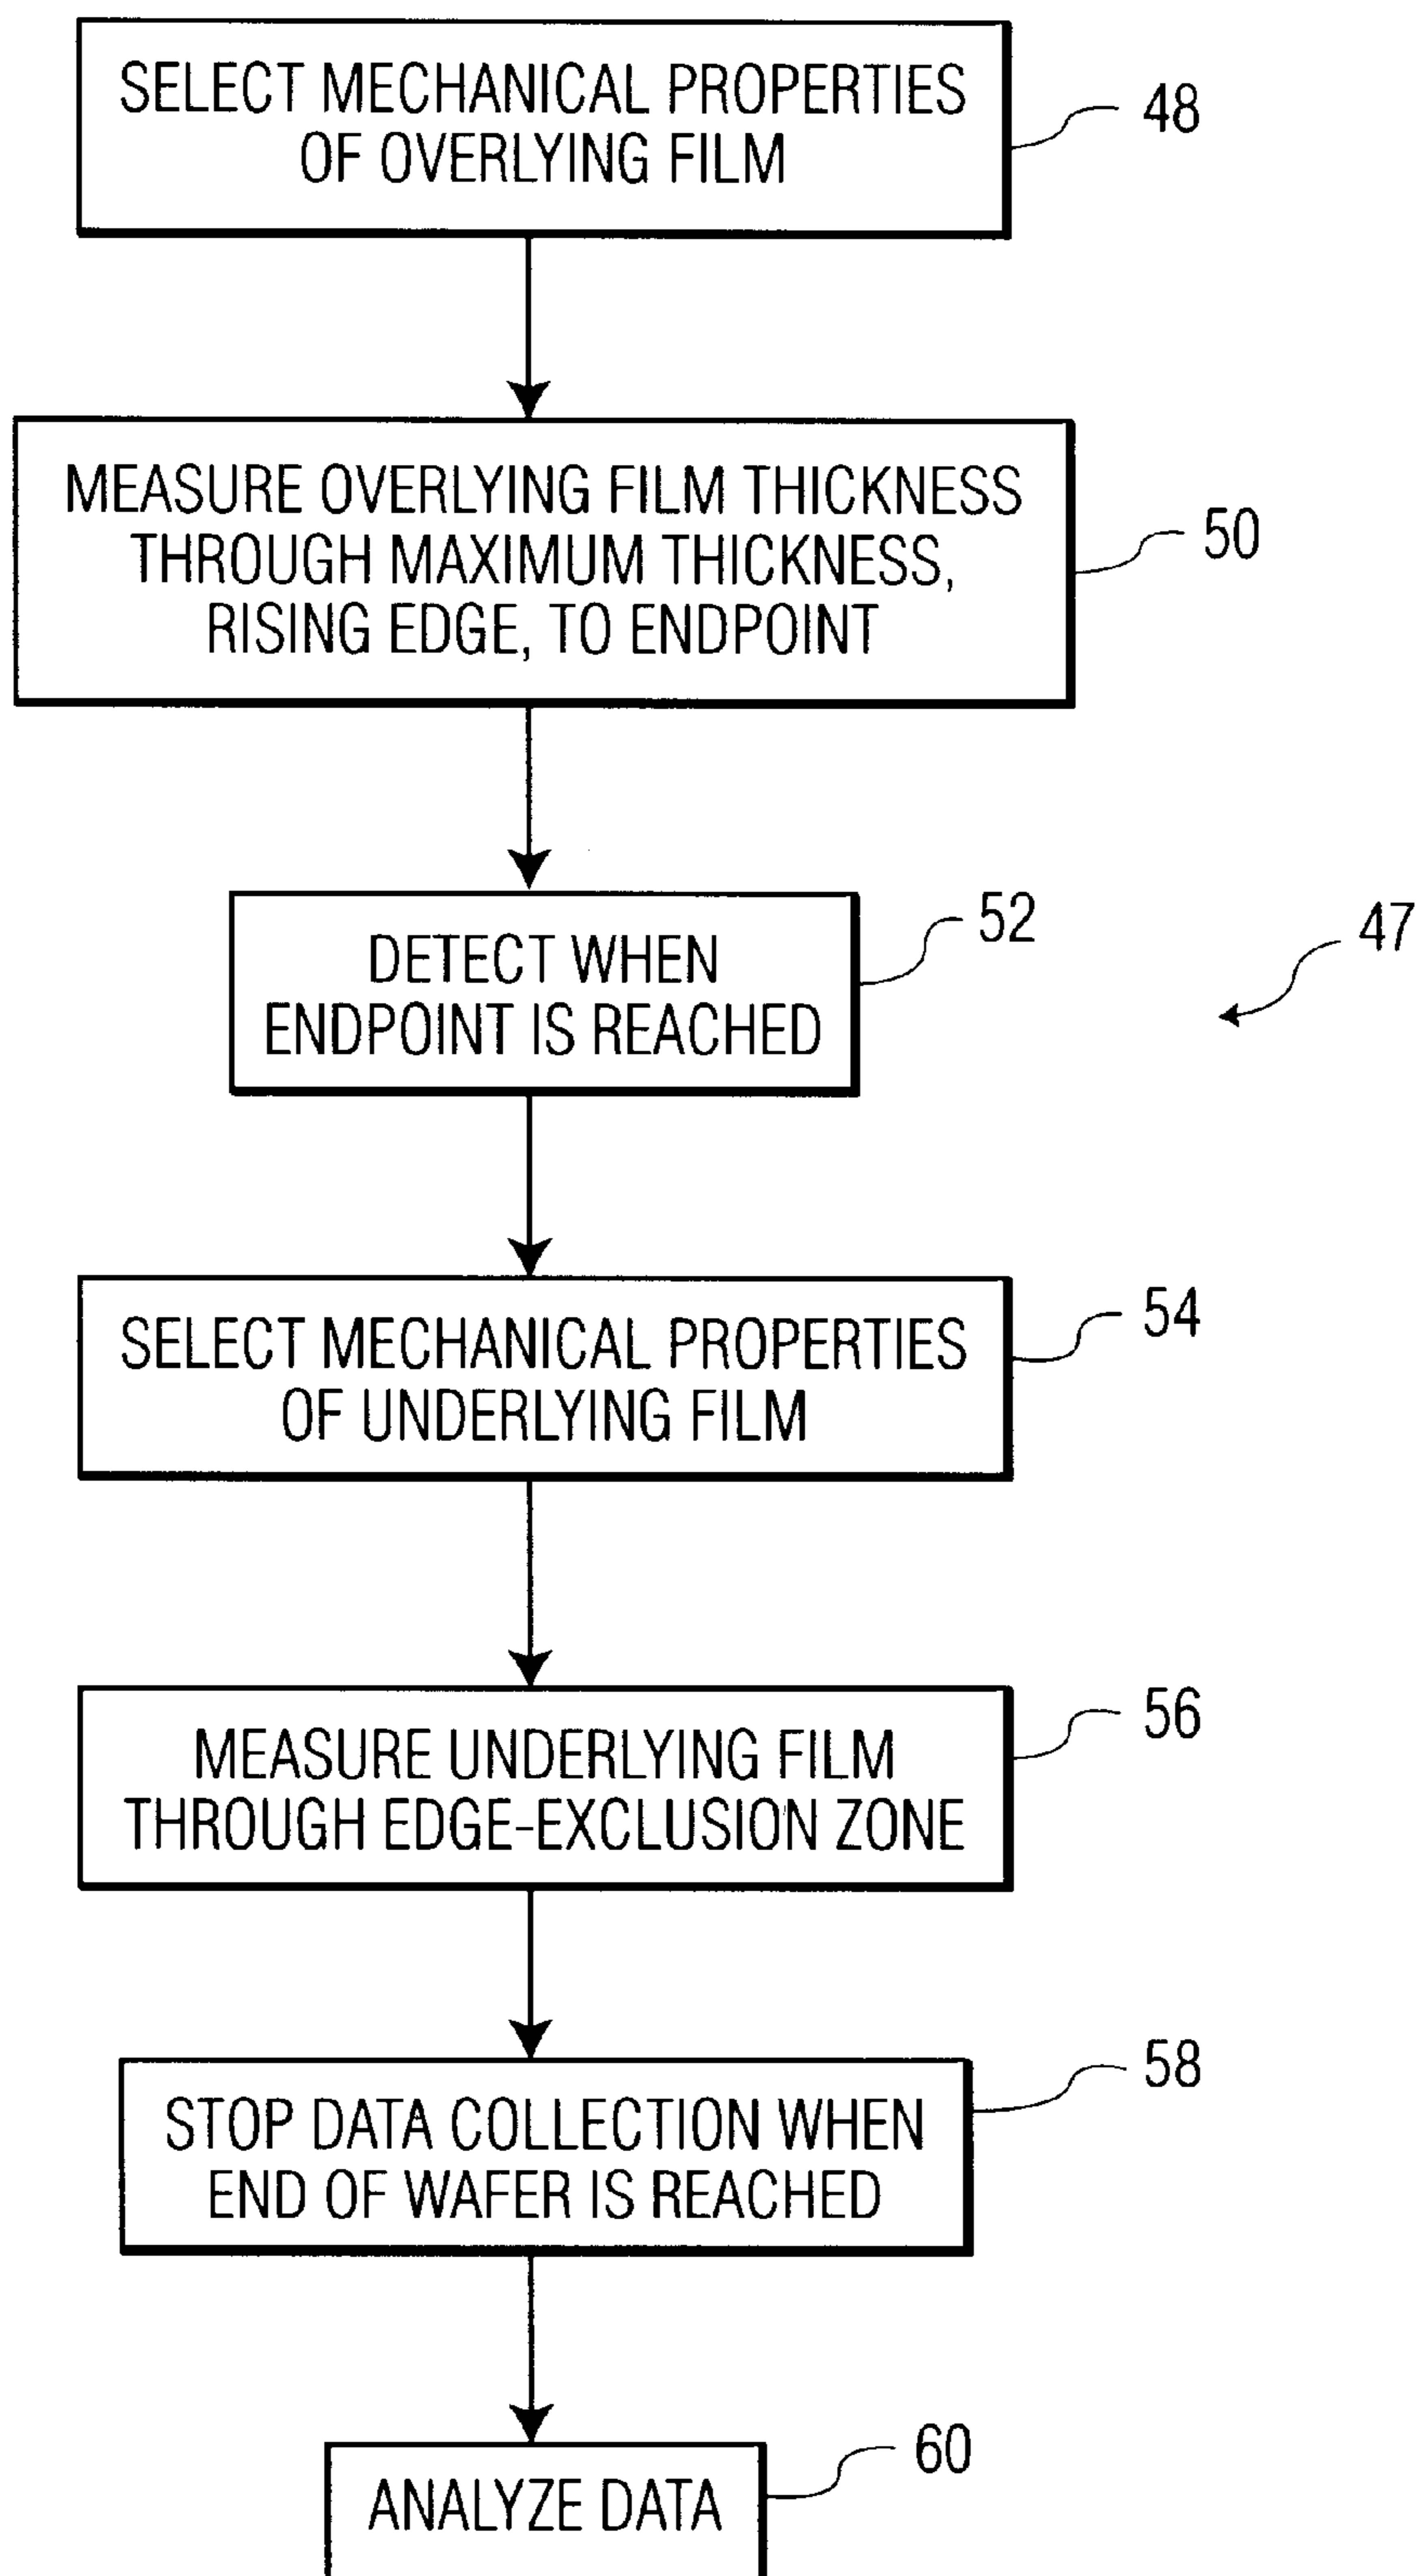 SELECT MECHANICAL PROPERTIES
OF OVERLYING FILM
48
MEASURE OVERLYING FILM THICKNESS
THROUGH MAXIMUM THICKNESS,
RISING EDGE, TO ENDPOINT
50
DETECT WHEN
ENDPOINT IS REACHED
52
47
SELECT MECHANICAL PROPERTIES
OF UNDERLYING FILM
54
MEASURE UNDERLYING FILM
THROUGH EDGE-EXCLUSION ZONE
56
STOP DATA COLLECTION WHEN
END OF WAFER IS REACHED
58
ANALYZE DATA
60